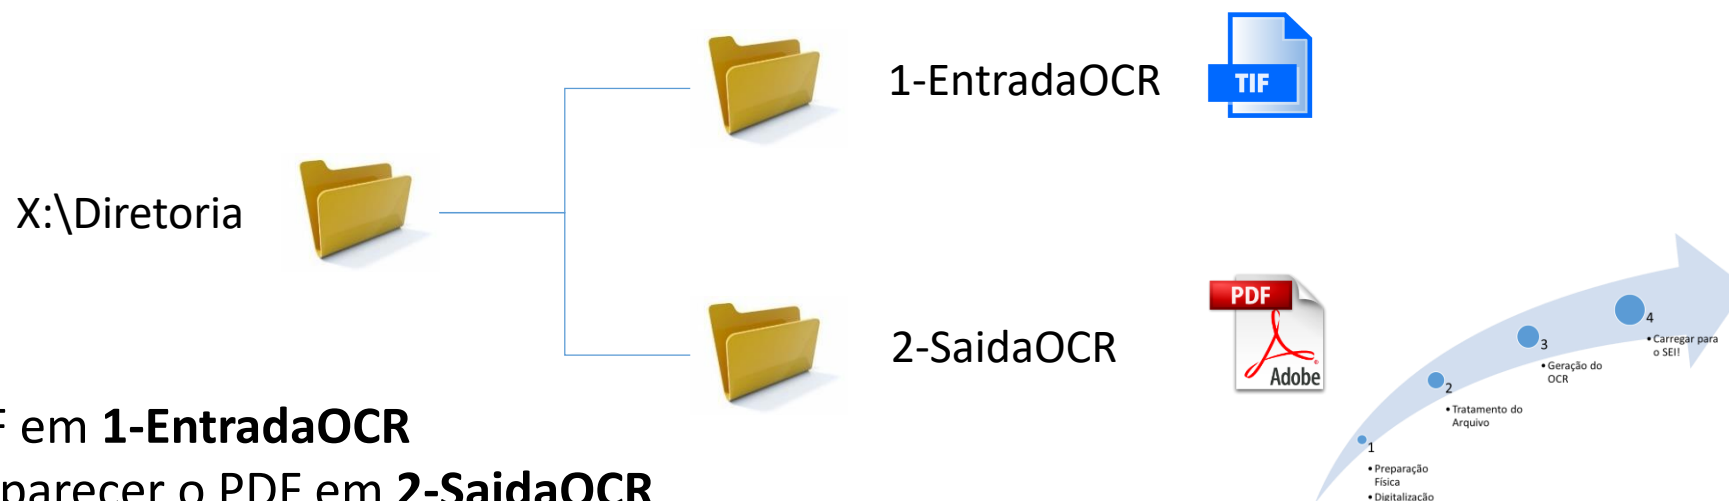 1-EntradaOCR
TIF
X:\Diretoria
2-SaidaOCR
PDF
Adobe
em 1-EntradaOCR
o PDF em 2-SaidaOCR
4
• Carregar para
o SEI!
3
• Geração do
OCR
2
• Tratamento do
Arquivo
1
• Preparação
Física
• Digitalização